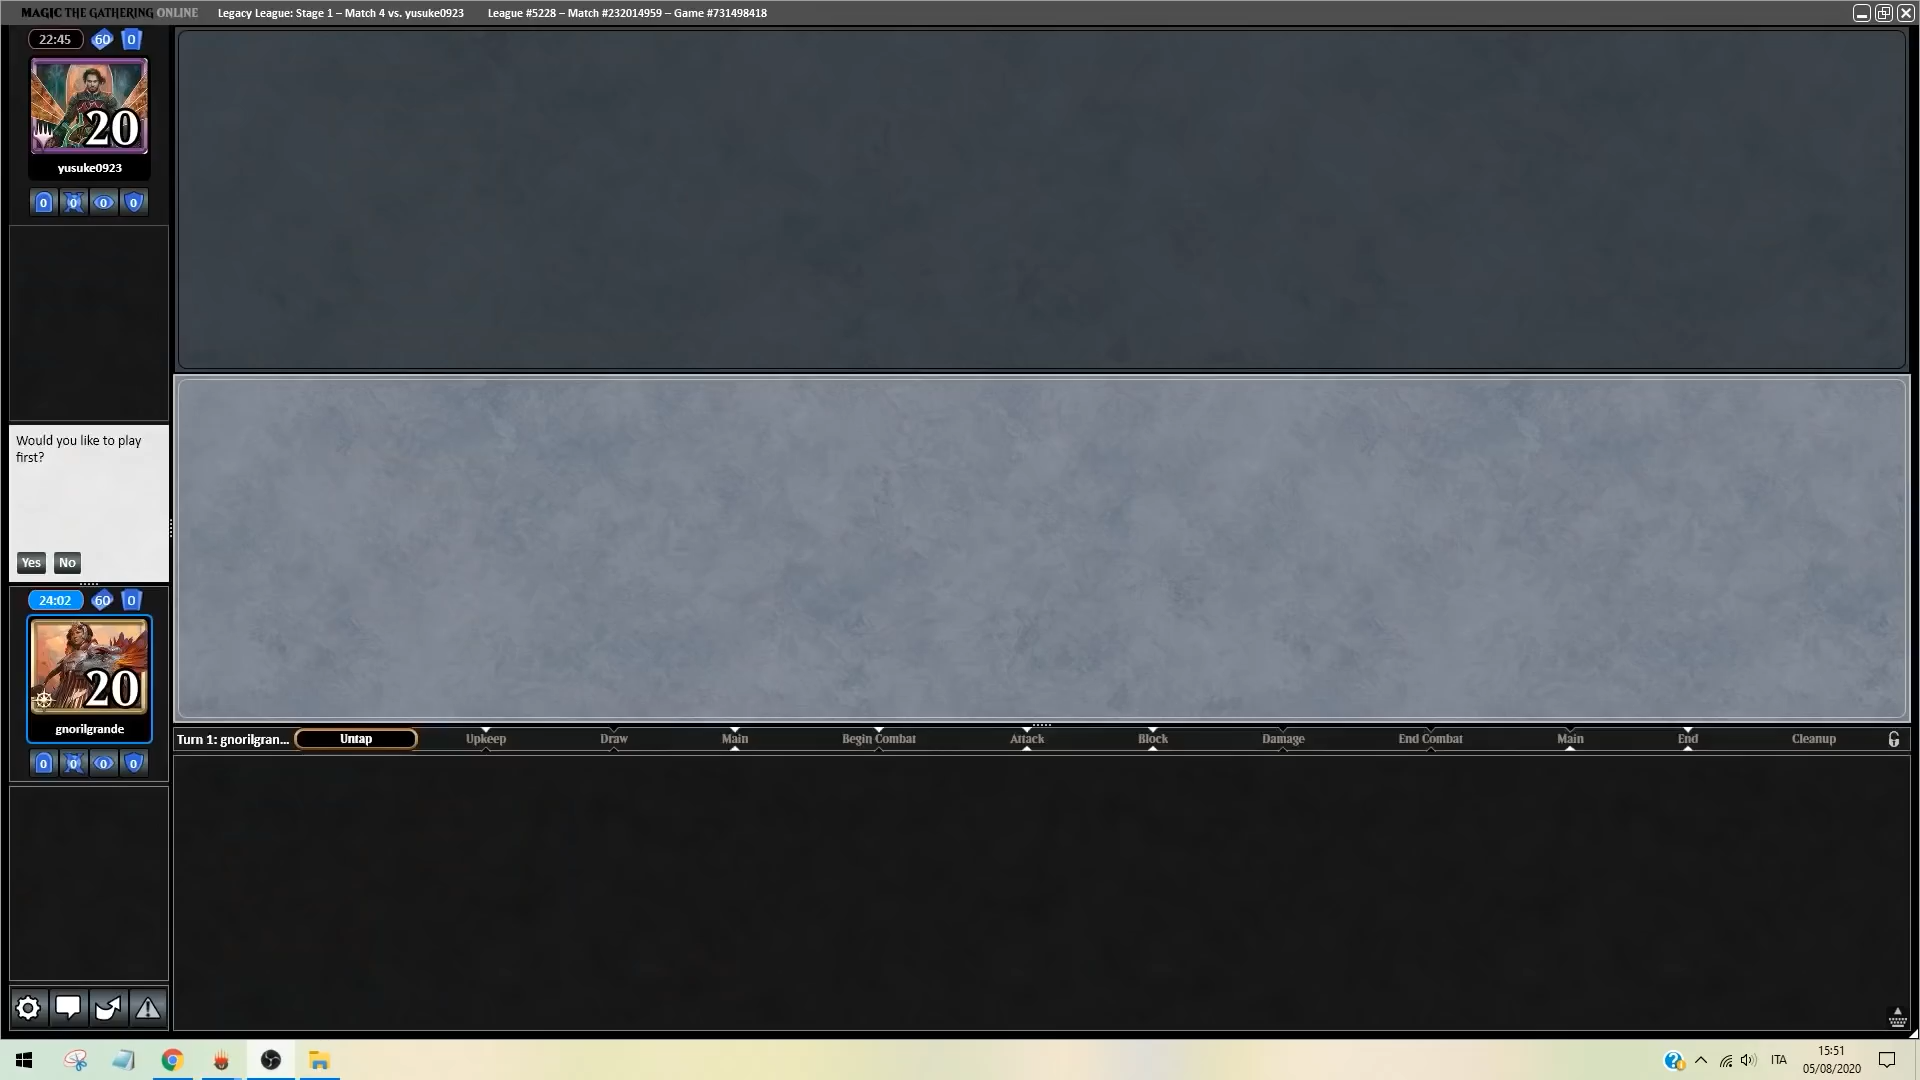 MAGIC THE GATHERING ONLINE Legacy League: Stage 1 – Match 4 vs. yusuke0923 League #5228 – Match #232014959 – Game #731498418
22:45 60 0
20
yusuke0923
0 0 0 0
Would you like to play
first?
Yes No
24:02 60 0
20
gnorilgrande
0 0 0 0
Turn 1: gnorilgran... Untap Upkeep Draw Main Begin Combat Attack Block Damage End Combat Main End Cleanup
ITA
15:51
05/08/2020